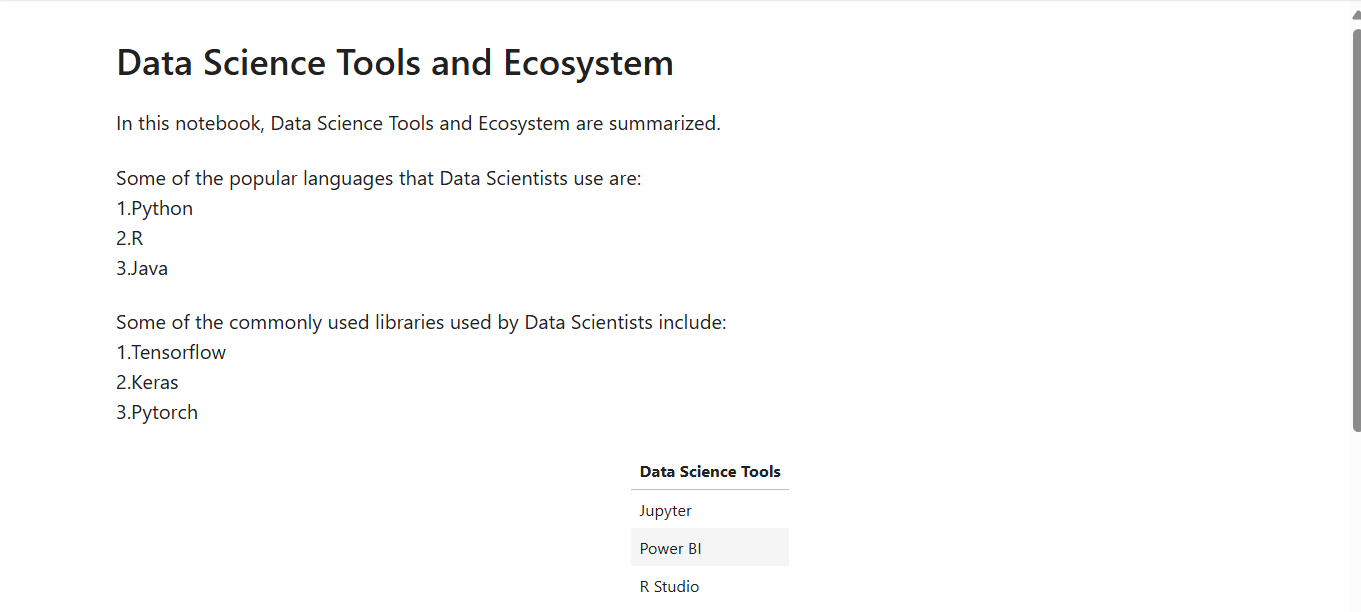 Data Science Tools and Ecosystem
In this notebook, Data Science Tools and Ecosystem are summarized.
Some of the popular languages that Data Scientists use are:
1.Python
2.R
3.Java
Some of the commonly used libraries used by Data Scientists include:
1.Tensorflow
2.Keras
3.Pytorch
Data Science Tools
Jupyter
Power BI
R Studio